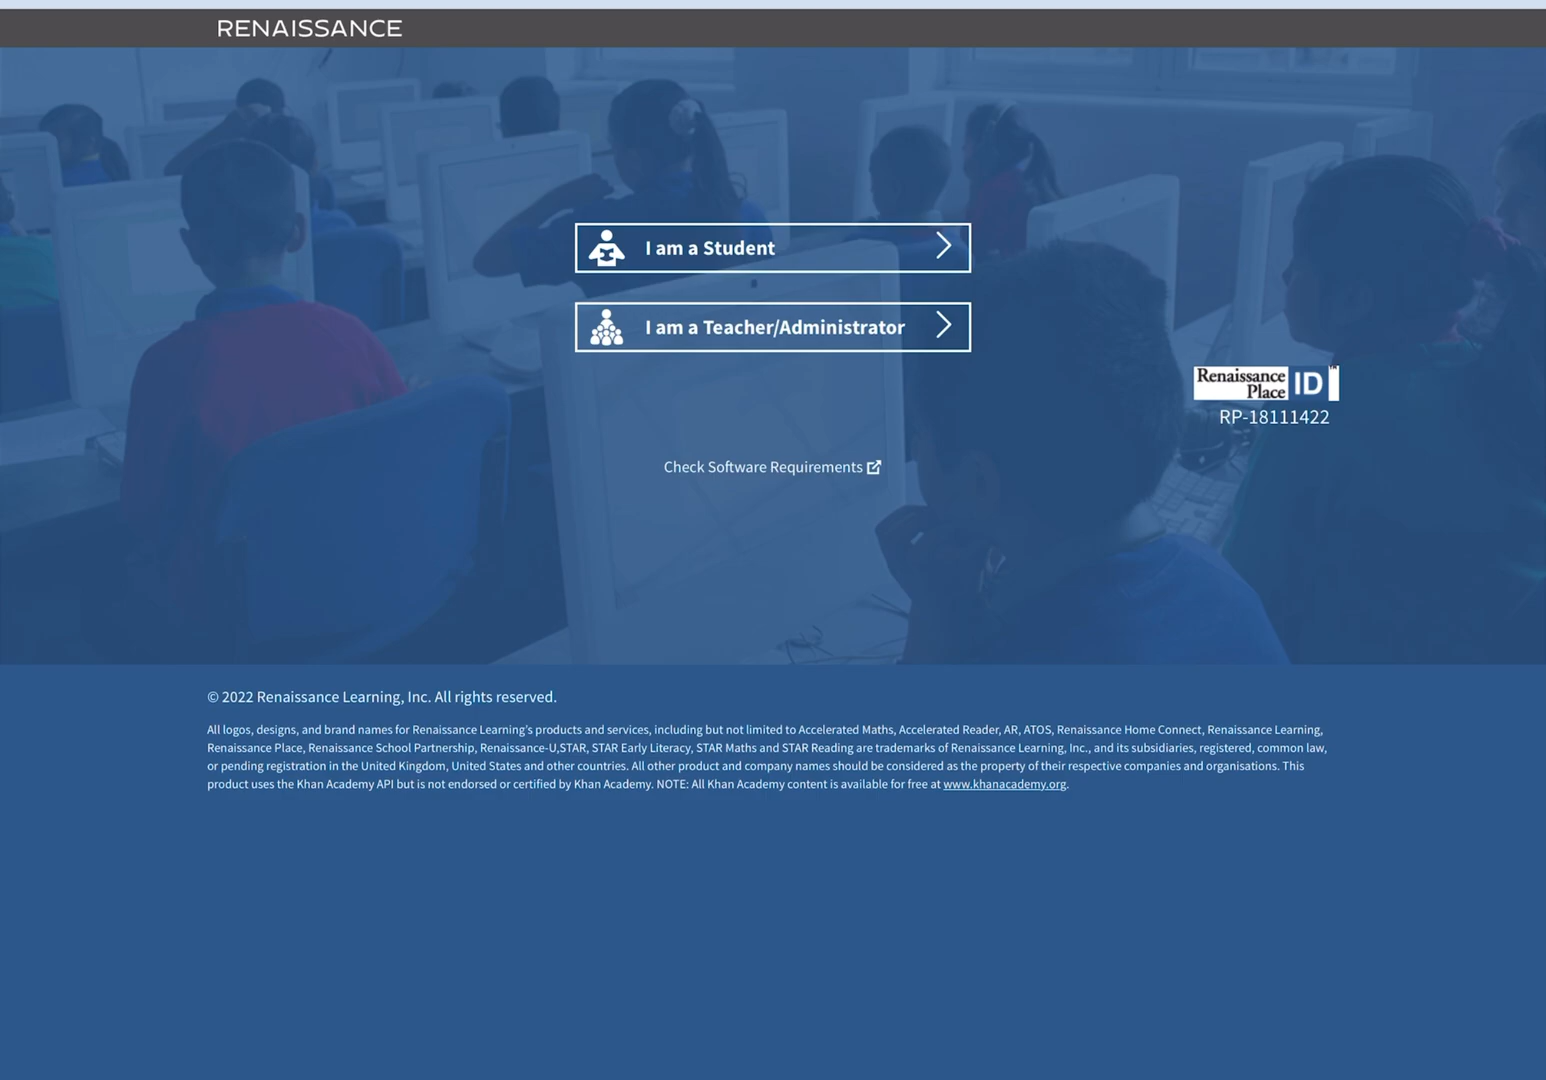 RENAISSANCE
I am a Student
I am a Teacher/Administrator
Renaissance
Place ID
RP-18111422
Check Software Requirements
© 2022 Renaissance Learning, Inc. All rights reserved.
All logos, designs, and brand names for Renaissance Learning's products and services, including but not limited to Accelerated Maths, Accelerated Reader, AR, ATOS, Renaissance Home Connect, Renaissance Learning,
Renaissance Place, Renaissance School Partnership, Renaissance-U,STAR, STAR Early Literacy, STAR Maths and STAR Reading are trademarks of Renaissance Learning, Inc., and its subsidiaries, registered, common law,
or pending registration in the United Kingdom, United States and other countries. All other product and company names should be considered as the property of their respective companies and organisations. This
product uses the Khan Academy API but is not endorsed or certified by Khan Academy. NOTE: All Khan Academy content is available for free at www.khanacademy.org.